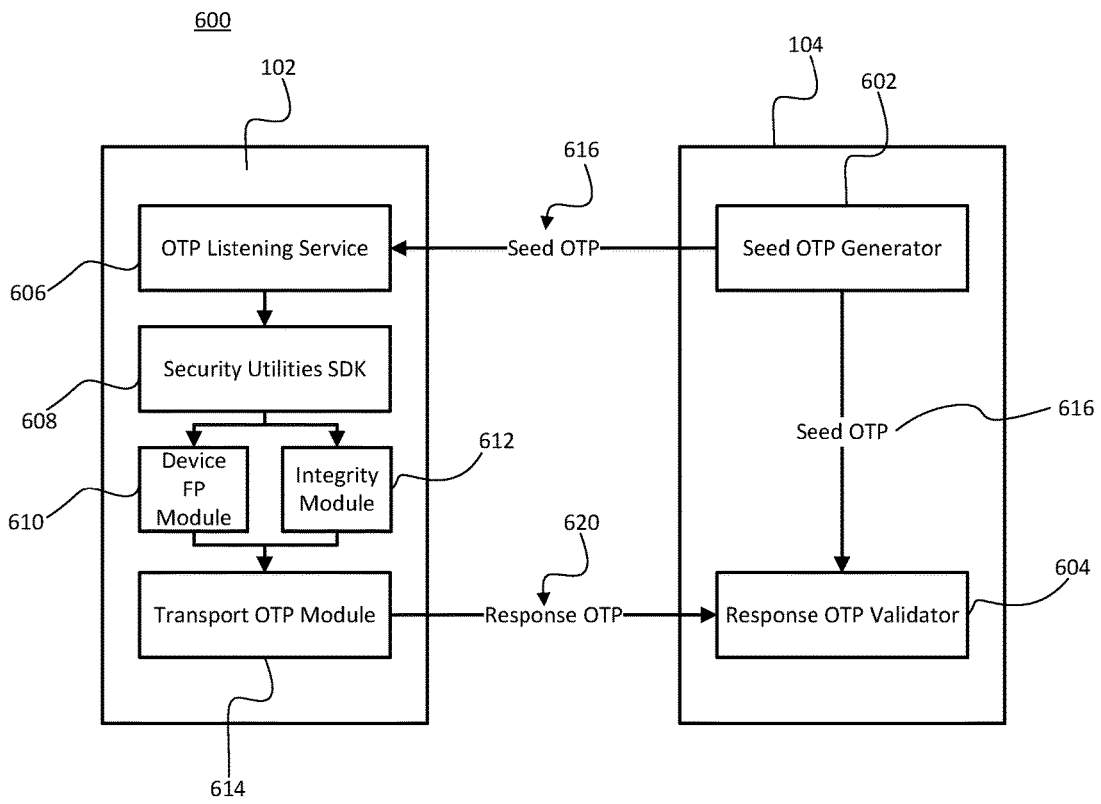 600
102
104
602
616
OTP Listening Service
Seed OTP
Seed OTP Generator
606
Security Utilities SDK
608
616
Seed OTP
612
Device
FP
Module
Integrity
Module
610
620
604
Transport OTP Module
Response OTP
Response OTP Validator
614